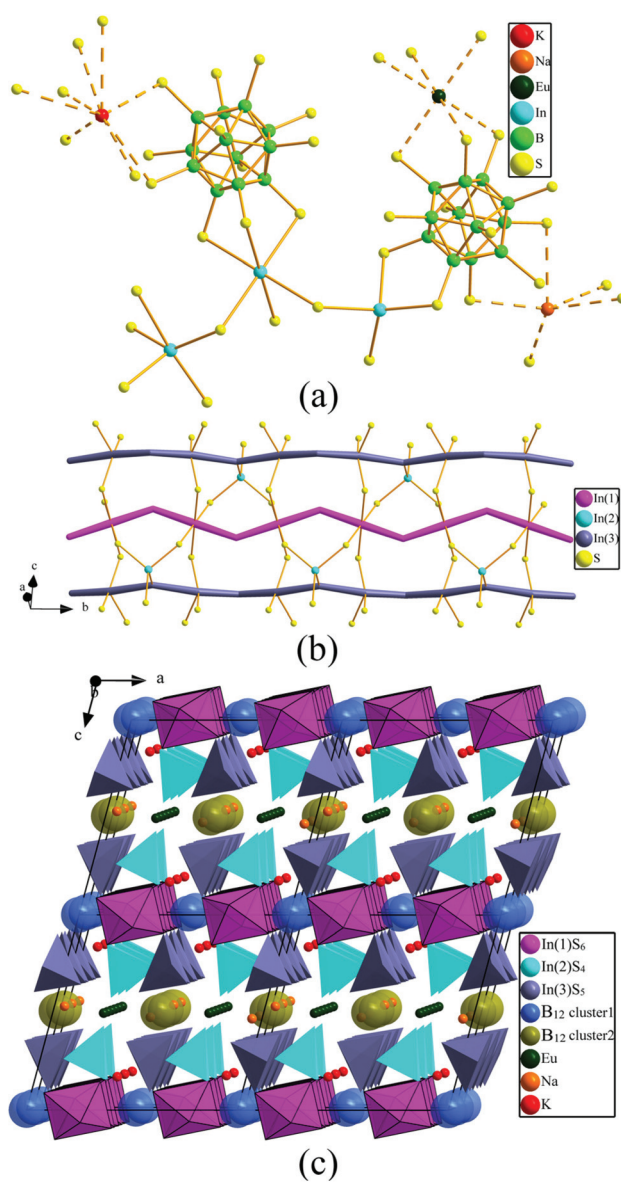 K
Na
Eu
In
B
S
(a)
In(1)
In(2)
In(3)
S
c
a
b
(b)
b
a
c
In(1)S₆
In(2)S₄
In(3)S₅
B₁₂ cluster1
B₁₂ cluster2
Eu
Na
K
(c)